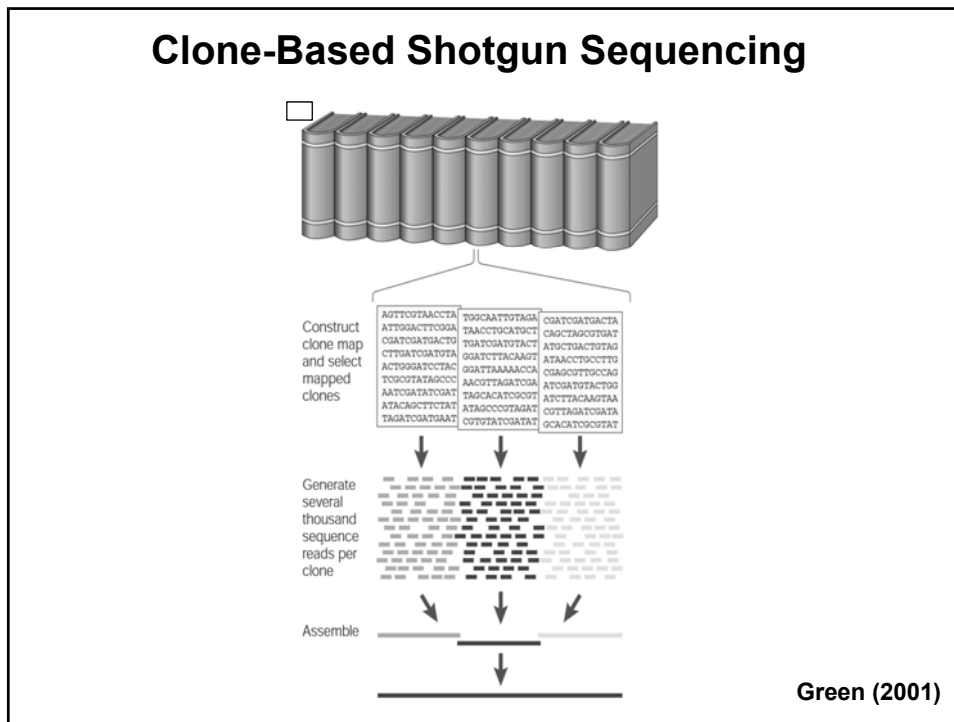 Clone-Based Shotgun Sequencing
Construct
clone map
and select
mapped
clones
AGTTCGTAACCTA
ATTGGACTTCGGA
CGATCGATGACTG
CTTGATCGATGTA
ACTGGGATCCTAC
TCGCGTATAGCCC
AATCGATATCGAT
ATACAGCTTCTAT
TAGATCGATGAAT
TGGCAATTGTAGA
TAACCTGCATGCT
TGATCGATGTACT
GGATCTTACAAGT
GGATTAAAAACCA
AACGTTAGATCGA
TAGCACATCGCGT
ATAGCCCGTAGAT
CGTGTATCGATAT
CGATCGATGACTA
CAGCTAGCGTGAT
ATGCTGACTGTAG
ATAACCTGCCTTG
CGAGCGTTGCCAG
ATCGATGTACTGG
ATCTTACAAGTAA
CGTTAGATCGATA
GCACATCGCGTAT
Generate
several
thousand
sequence
reads per
clone
Assemble
Green (2001)